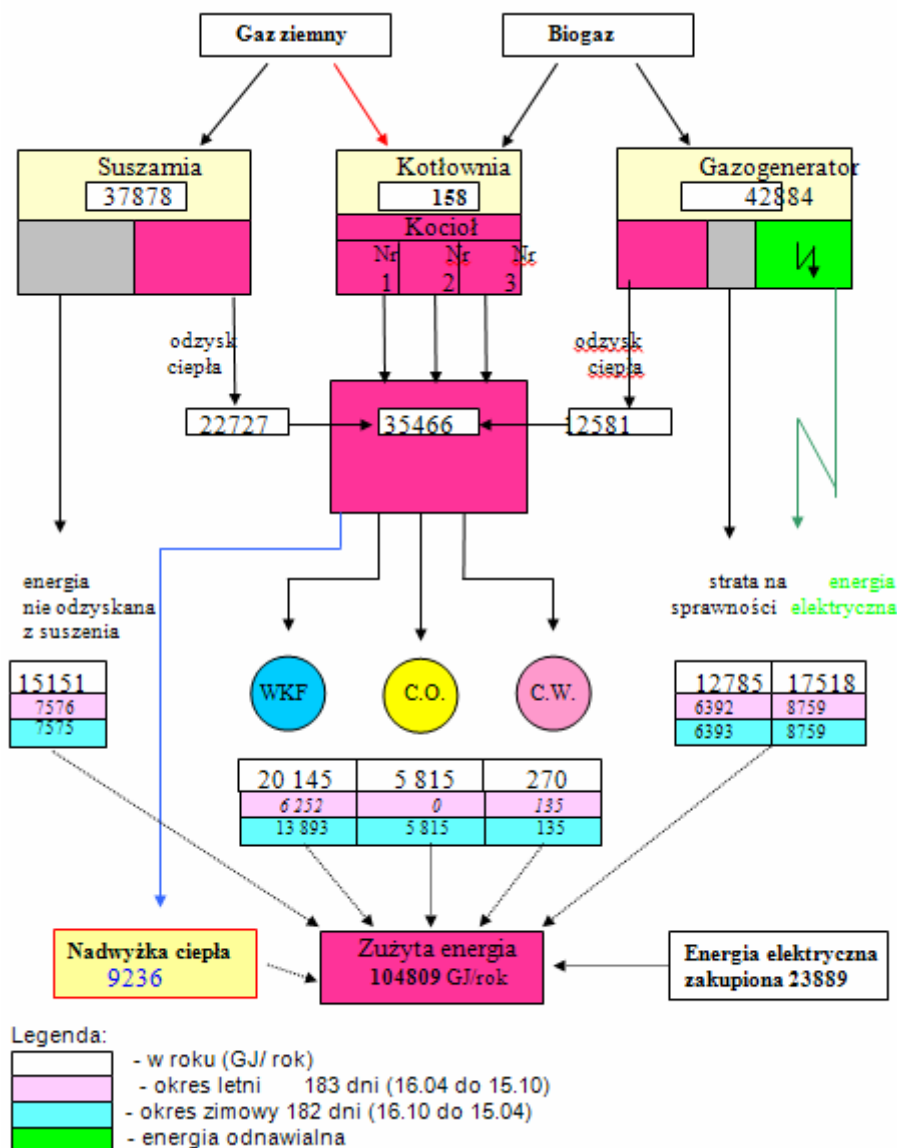 Gaz ziemny
Biogaz
Suszarnia
37878
Kotłownia
158
Kocioł
Nr 1
Nr 2
Nr 3
Gazogenerator
42884
odzysk
ciepła
odzysk
ciepła
22727
35466
12581
energia
nie odzyskana
z suszenia
strata na
sprawności
energia
elektryczna
WKF
C.O.
C.W.
15151
7576
7575
12785 17518
6392 8759
6393 8759
20 145 5 815 270
6 252 0 135
13 893 5 815 135
Nadwyżka ciepła
9236
Zużyta energia
104809 GJ/rok
Energia elektryczna
zakupiona 23889
Legenda:
- w roku (GJ/ rok)
- okres letni 183 dni (16.04 do 15.10)
- okres zimowy 182 dni (16.10 do 15.04)
- energia odnawialna